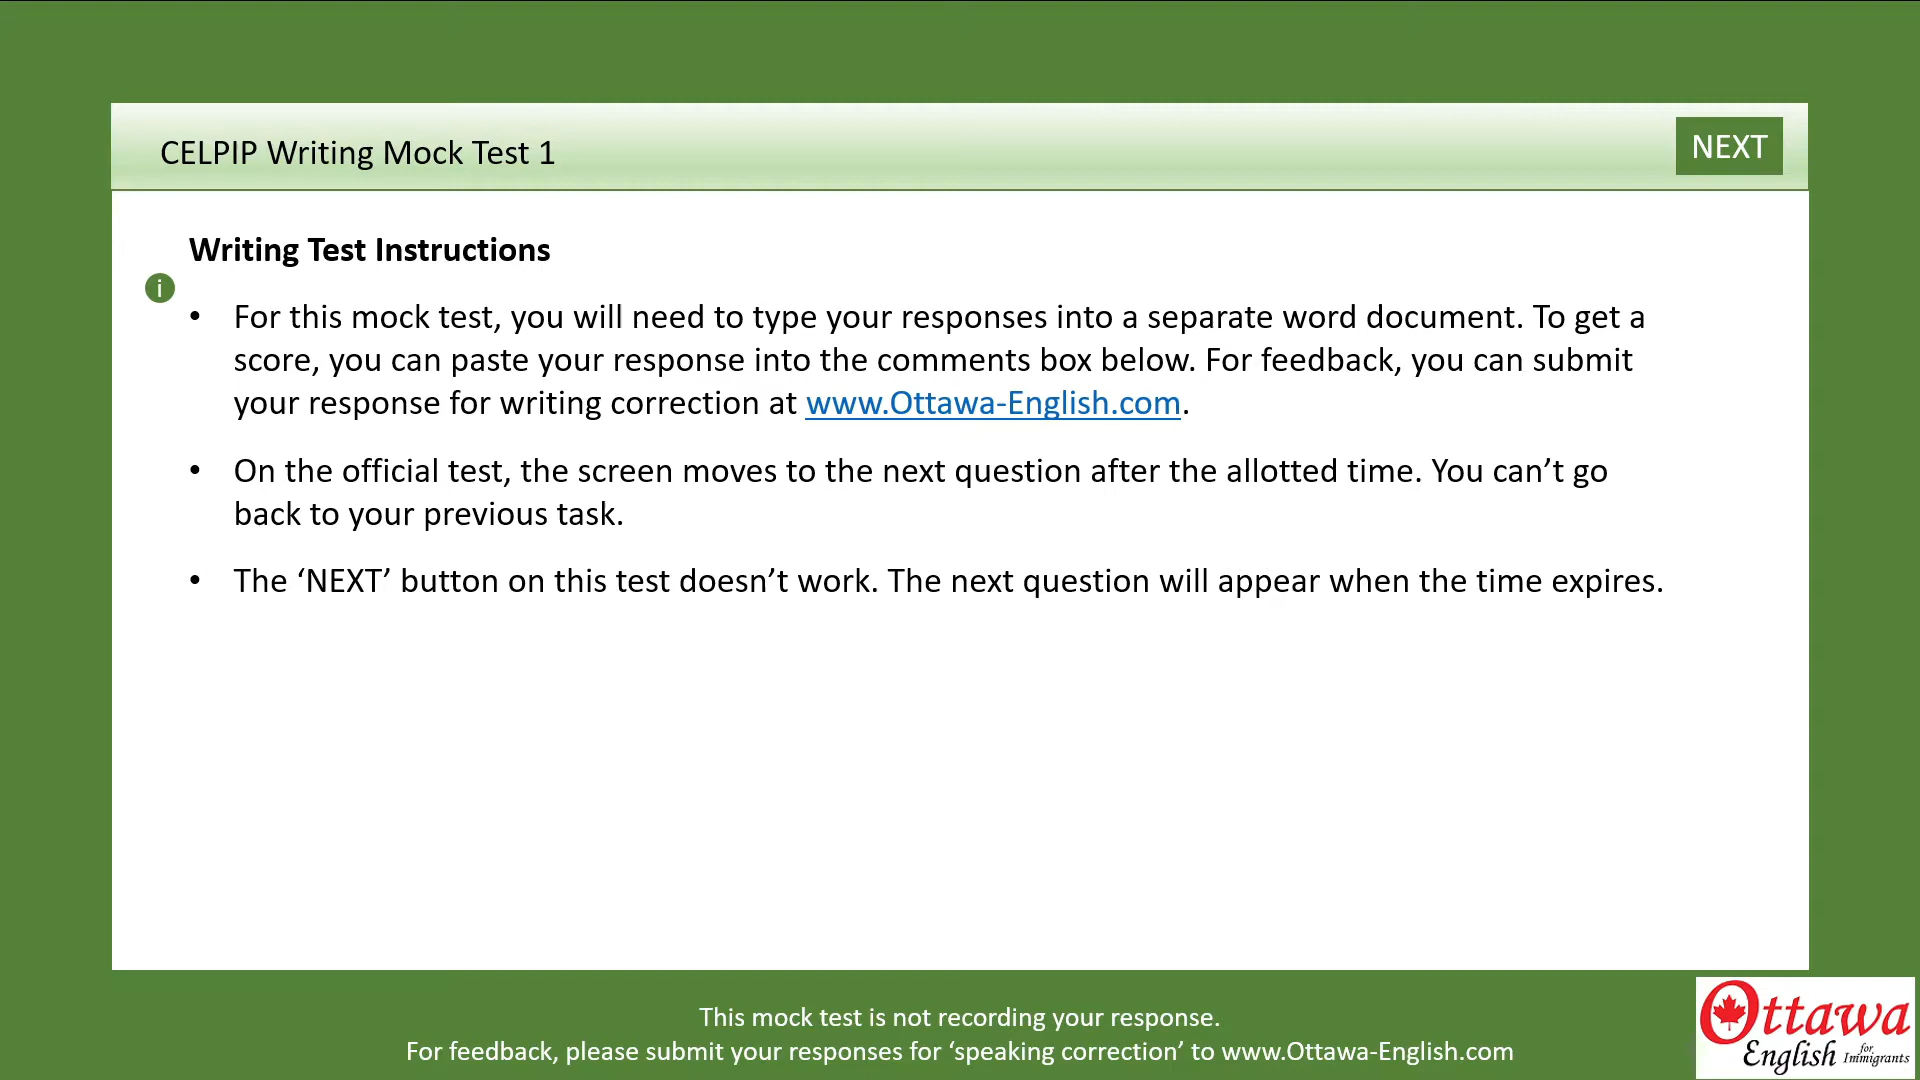 CELPIP Writing Mock Test 1
NEXT
Writing Test Instructions
i
• For this mock test, you will need to type your responses into a separate word document. To get a
score, you can paste your response into the comments box below. For feedback, you can submit
your response for writing correction at www.Ottawa-English.com.
• On the official test, the screen moves to the next question after the allotted time. You can’t go
back to your previous task.
• The ‘NEXT’ button on this test doesn’t work. The next question will appear when the time expires.
This mock test is not recording your response.
For feedback, please submit your responses for ‘speaking correction’ to www.Ottawa-English.com
Ottawa
English for Immigrants